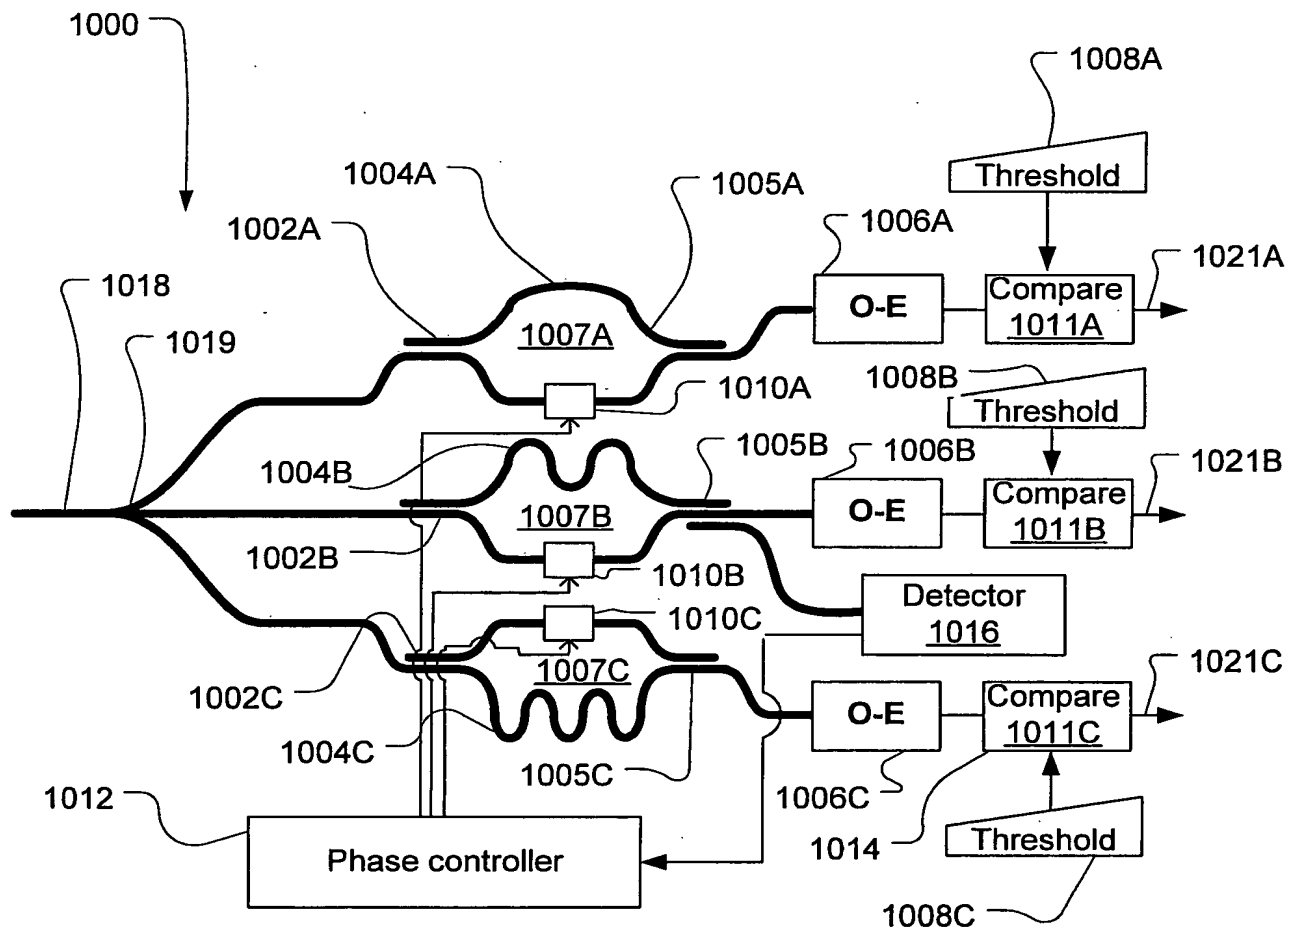 1000
1008A
1004A
1005A
Threshold
1002A
1006A
1021A
1018
O-E
Compare
1011A
1019
1007A
1010A
1008B
Threshold
1004B
1005B
1006B
1021B
O-E
Compare
1011B
1007B
1002B
1010B
Detector
1016
1010C
1007C
1002C
1021C
O-E
Compare
1011C
1004C
1005C
1006C
1012
1014
Threshold
Phase controller
1008C